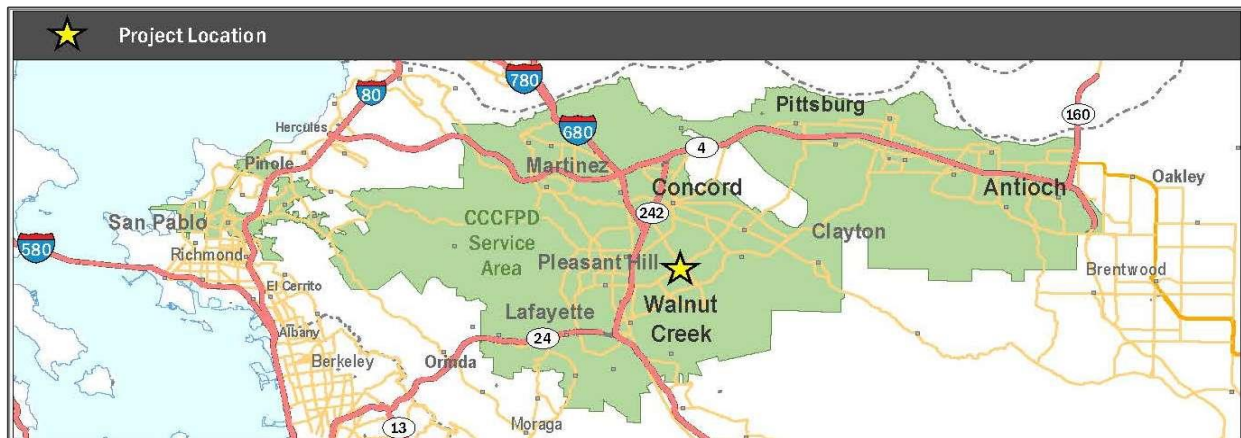 Project Location
780
80
160
Pittsburg
Hercules
680
4
Martinez
Pinole
Oakley
Concord
Antioch
242
San Pablo
CCCFPD
Service
Area
Clayton
580
Richmond
Pleasant Hill
Brentwood
El Cerrito
Walnut
Creek
Lafayette
Albany
24
Berkeley
Orinda
Moraga
13